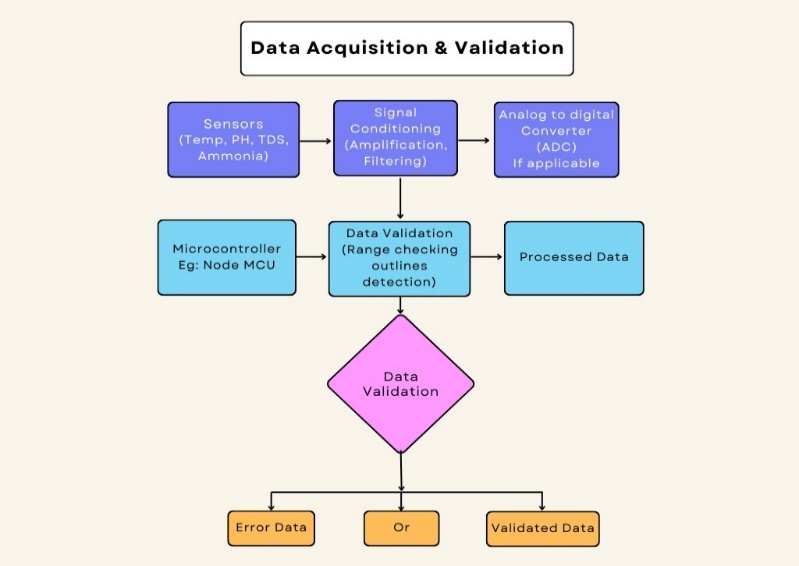 Data Acquisition & Validation
Sensors
(Temp, PH, TDS,
Ammonia)
Signal
Conditioning
(Amplification,
Filtering)
Analog to digital
Converter
(ADC)
If applicable
Microcontroller
Eg: Node MCU
Data Validation
(Range checking
outlines
detection)
Processed Data
Data
Validation
Error Data
Or
Validated Data